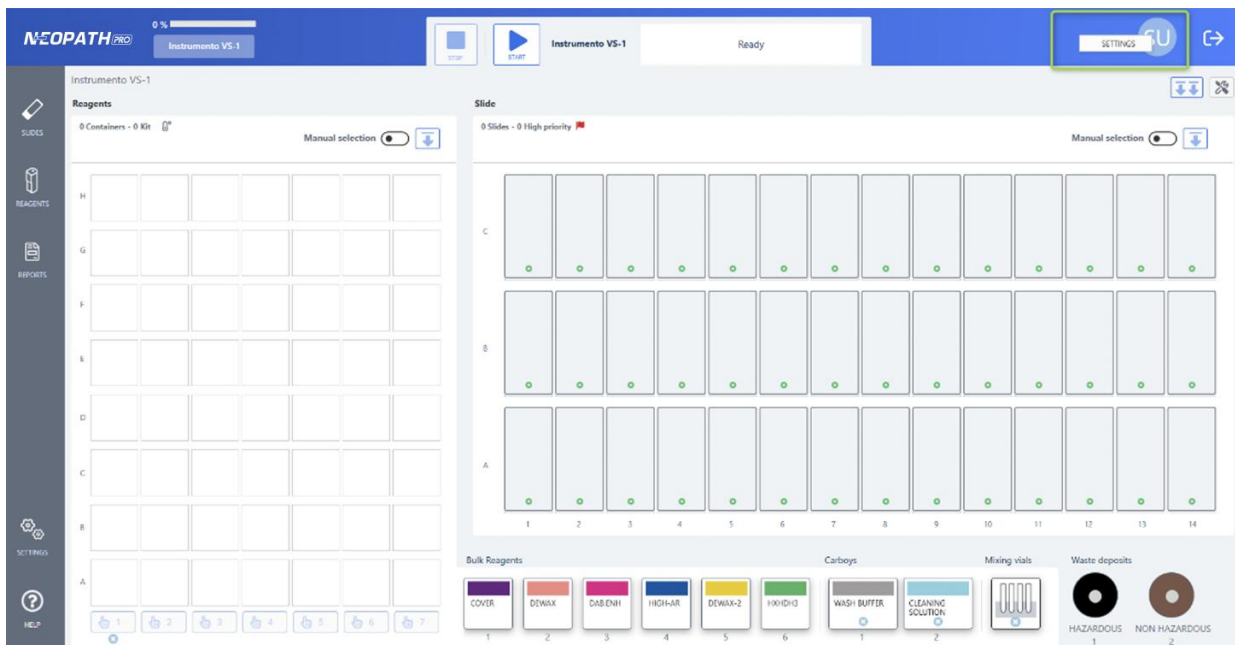 NEOPATH PRO
0 %
Instrumento VS-1
STOP
START
Instrumento VS-1
Ready
SETTINGS
SU
Instrumento VS-1
Reagents
0 Containers - 0 Kit
Manual selection
Slide
0 Slides - 0 High priority
Manual selection
SLIDES
REAGENTS
REPORTS
SETTINGS
HELP
H
G
F
E
D
C
B
A
1 2 3 4 5 6 7
C
B
A
1 2 3 4 5 6 7 8 9 10 11 12 13 14
Bulk Reagents
COVER DEWAX DAB.ENH HIGH-AR DEWAX-2
1 2 3 4 5 6
Carboys
WASH BUFFER
CLEANING
SOLUTION
1 2
Mixing vials
Waste deposits
HAZARDOUS NON HAZARDOUS
1 2